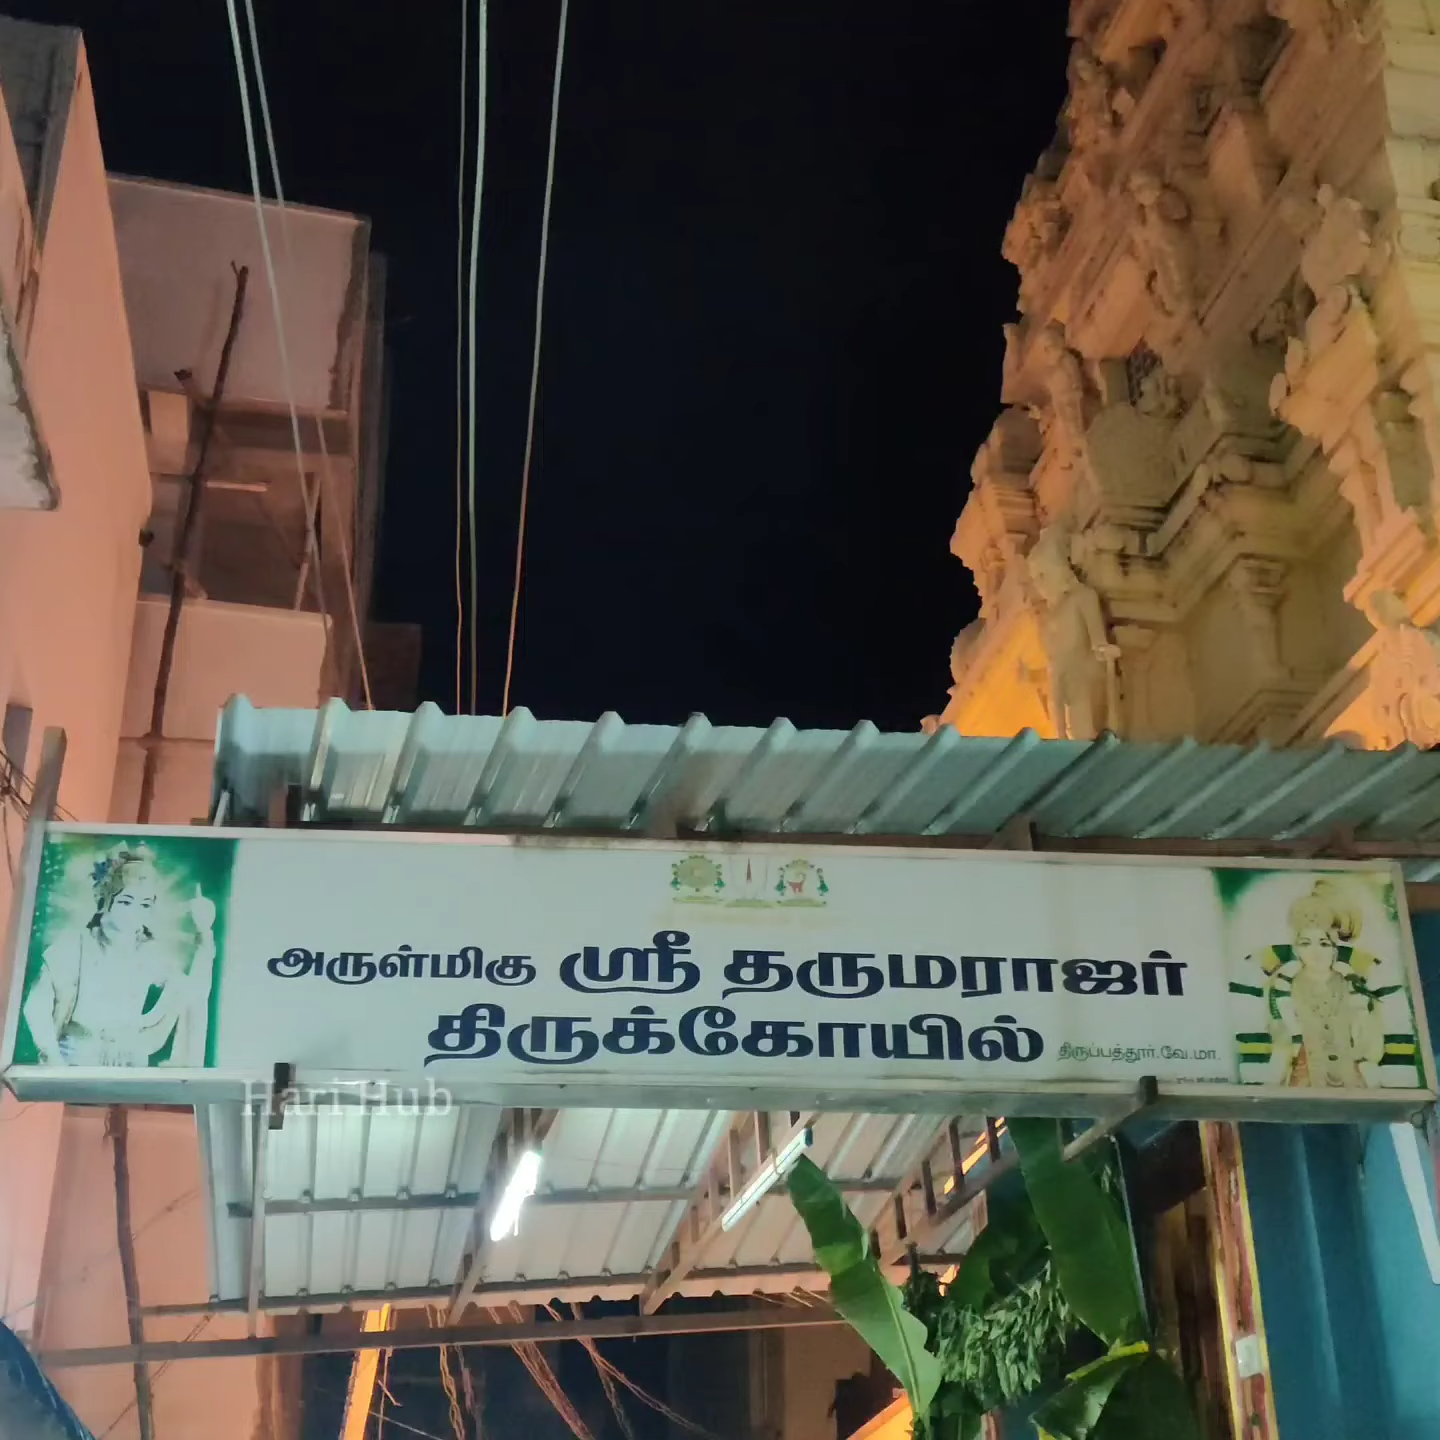 அருள்மிகு ஸ்ரீ தருமராஜர்
திருக்கோயில் திருப்பத்தூர்.வே.மா.
Hari Hub